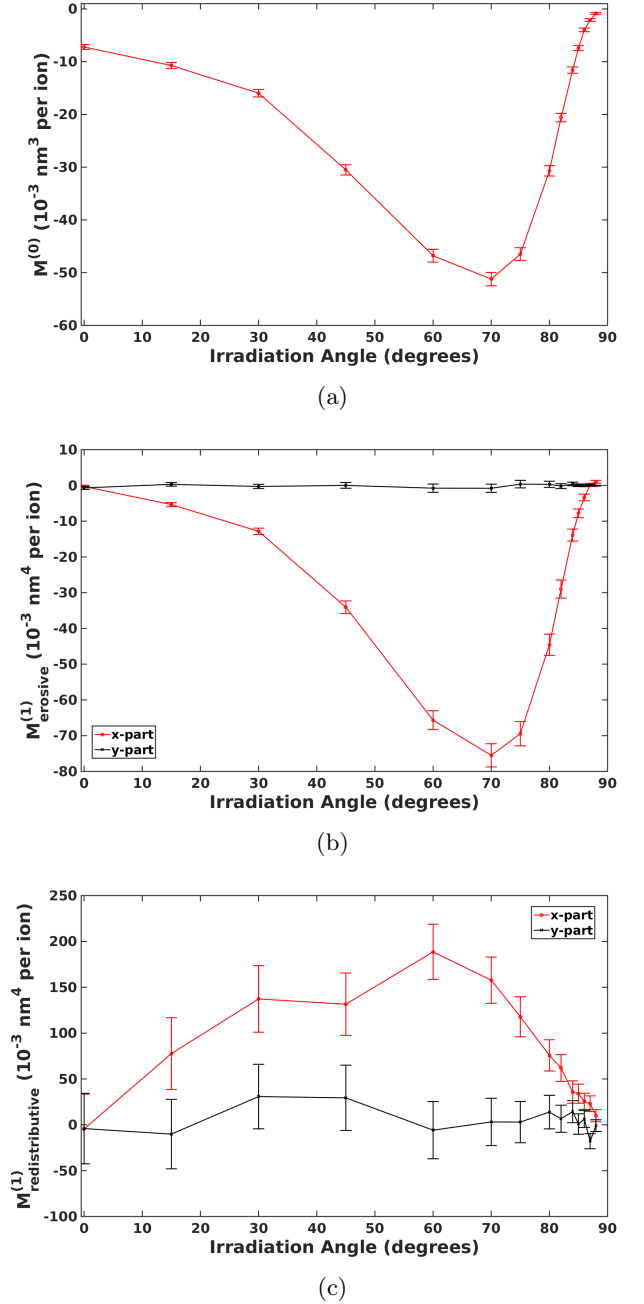 0
-10
-20
-30
-40
-50
-60
M(0) (10-3 nm3 per ion)
0 10 20 30 40 50 60 70 80 90
Irradiation Angle (degrees)
(a)
10
0
-10
-20
-30
-40
-50
-60
-70
-80
M(1)erosive (10-3 nm4 per ion)
x-part
y-part
0 10 20 30 40 50 60 70 80 90
Irradiation Angle (degrees)
(b)
250
200
150
100
50
0
-50
-100
M(1)redistributive (10-3 nm4 per ion)
x-part
y-part
0 10 20 30 40 50 60 70 80 90
Irradiation Angle (degrees)
(c)